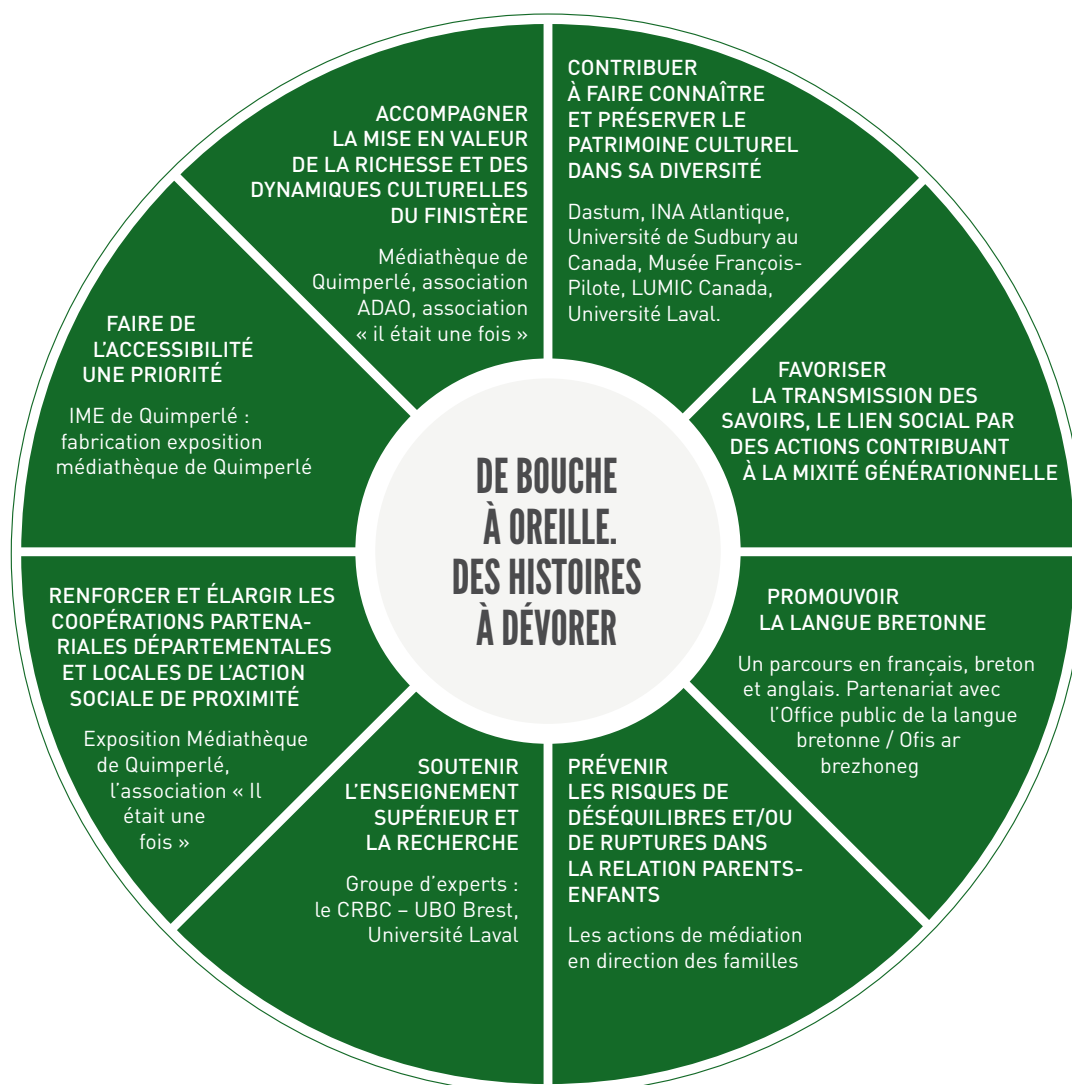 CONTRIBUER
À FAIRE CONNAÎTRE
ET PRÉSERVER LE
PATRIMOINE CULTUREL
DANS SA DIVERSITÉ
Dastum, INA Atlantique,
Université de Sudbury au
Canada, Musée François-
Pilote, LUMIC Canada,
Université Laval.
FAVORISER
LA TRANSMISSION DES
SAVOIRS, LE LIEN SOCIAL PAR
DES ACTIONS CONTRIBUANT
À LA MIXITÉ GÉNÉRATIONNELLE
PROMOUVOIR
LA LANGUE BRETONNE
Un parcours en français, breton
et anglais. Partenariat avec
l’Office public de la langue
bretonne / Ofis ar
brezhoneg
PRÉVENIR
LES RISQUES DE
DÉSÉQUILIBRES ET/OU
DE RUPTURES DANS
LA RELATION PARENTS-
ENFANTS
Les actions de médiation
en direction des familles
SOUTENIR
L’ENSEIGNEMENT
SUPÉRIEUR ET
LA RECHERCHE
Groupe d’experts :
le CRBC – UBO Brest,
Université Laval
RENFORCER ET ÉLARGIR LES
COOPÉRATIONS PARTENA-
RIALES DÉPARTEMENTALES
ET LOCALES DE L’ACTION
SOCIALE DE PROXIMITÉ
Exposition Médiathèque
de Quimperlé,
l’association « Il
était une
fois »
FAIRE DE
L’ACCESSIBILITÉ
UNE PRIORITÉ
IME de Quimperlé :
fabrication exposition
médiathèque de Quimperlé
ACCOMPAGNER
LA MISE EN VALEUR
DE LA RICHESSE ET DES
DYNAMIQUES CULTURELLES
DU FINISTÈRE
Médiathèque de
Quimperlé, association
ADAO, association
« il était une fois »
DE BOUCHE
À OREILLE.
DES HISTOIRES
À DÉVORER